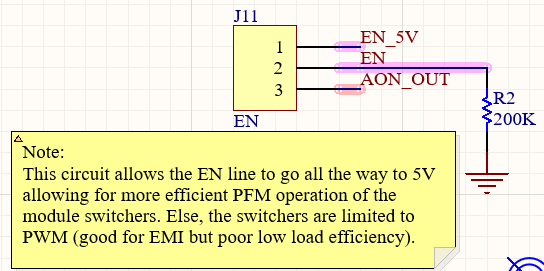 J11
1 EN_5V
2 EN
3 AON_OUT
R2
200K
EN
Note:
This circuit allows the EN line to go all the way to 5V
allowing for more efficient PFM operation of the
module switchers. Else, the switchers are limited to
PWM (good for EMI but poor low load efficiency).